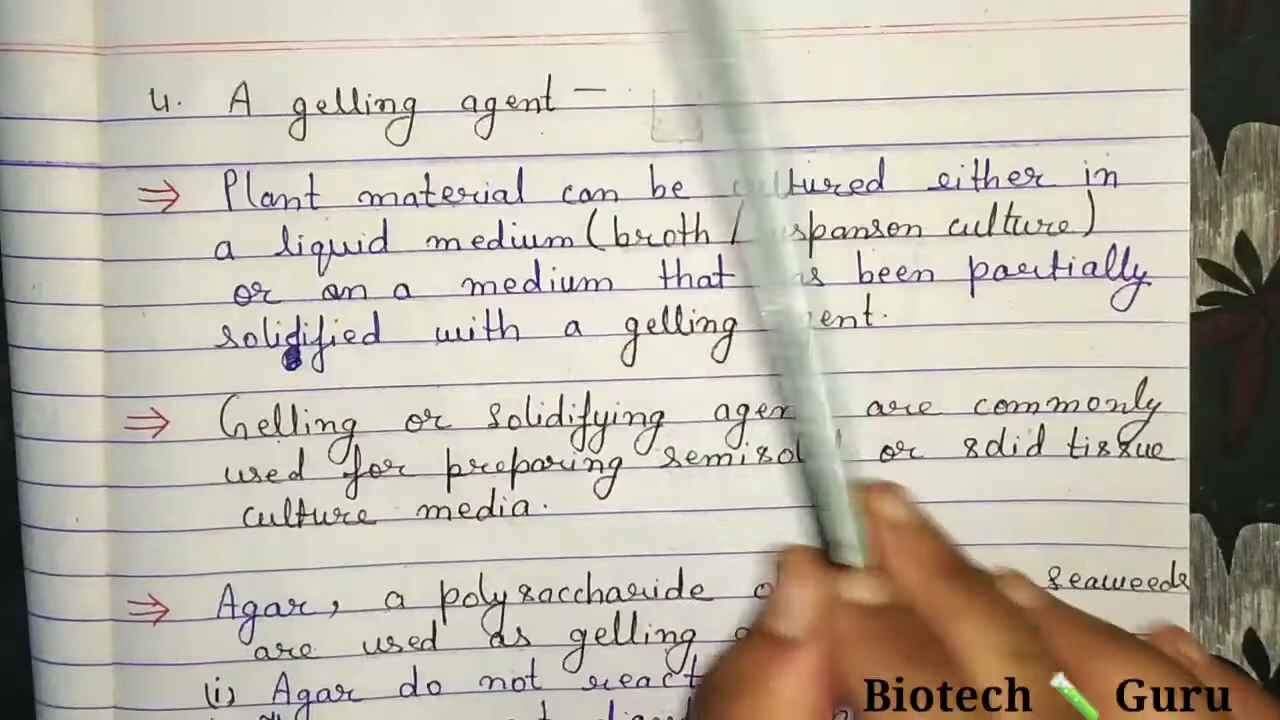 4. A gelling agent -
⇒ Plant material can be cultured either in
a liquid medium (broth / spanson culture)
or on a medium that been partially
solidified with a gelling
⇒ Gelling or solidifying are commonly
used for preparing or solid tissue
culture media.
⇒ Agar, a polysaccharide seaweeds
are used as gelling
(i) Agar do not react
Biotech Guru